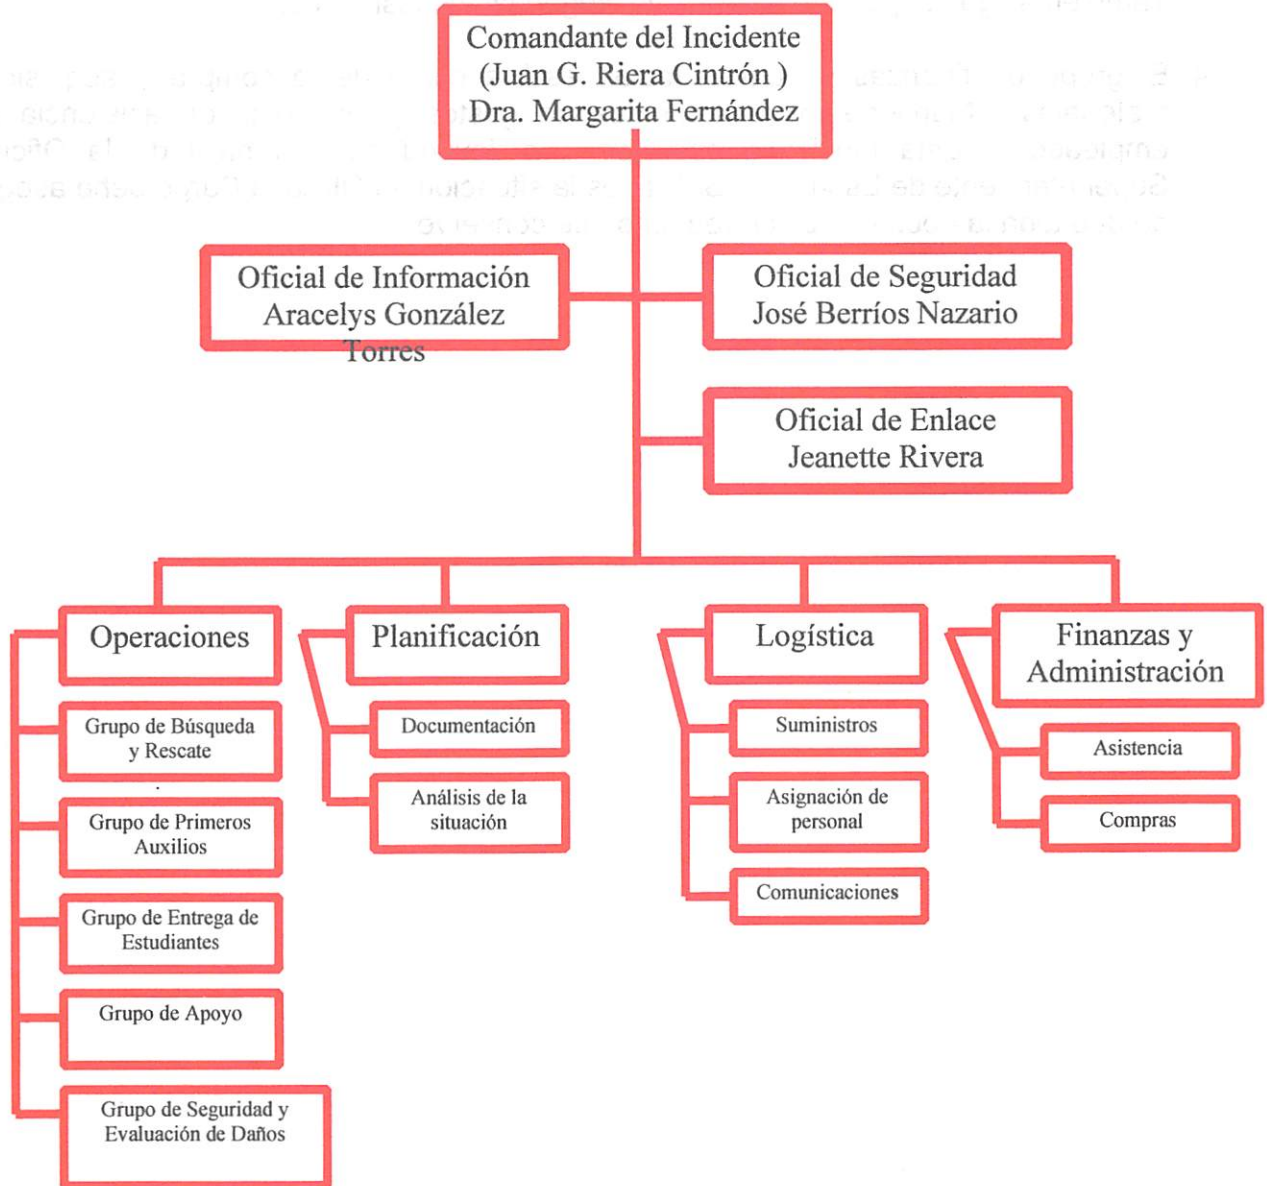 Comandante del Incidente
(Juan G. Riera Cintrón )
Dra. Margarita Fernández
Oficial de Información
Aracelys González
Torres
Oficial de Seguridad
José Berríos Nazario
Oficial de Enlace
Jeanette Rivera
Operaciones
Grupo de Búsqueda
y Rescate
Grupo de Primeros
Auxilios
Grupo de Entrega de
Estudiantes
Grupo de Apoyo
Grupo de Seguridad y
Evaluación de Daños
Planificación
Documentación
Análisis de la
situación
Logística
Suministros
Asignación de
personal
Comunicaciones
Finanzas y
Administración
Asistencia
Compras